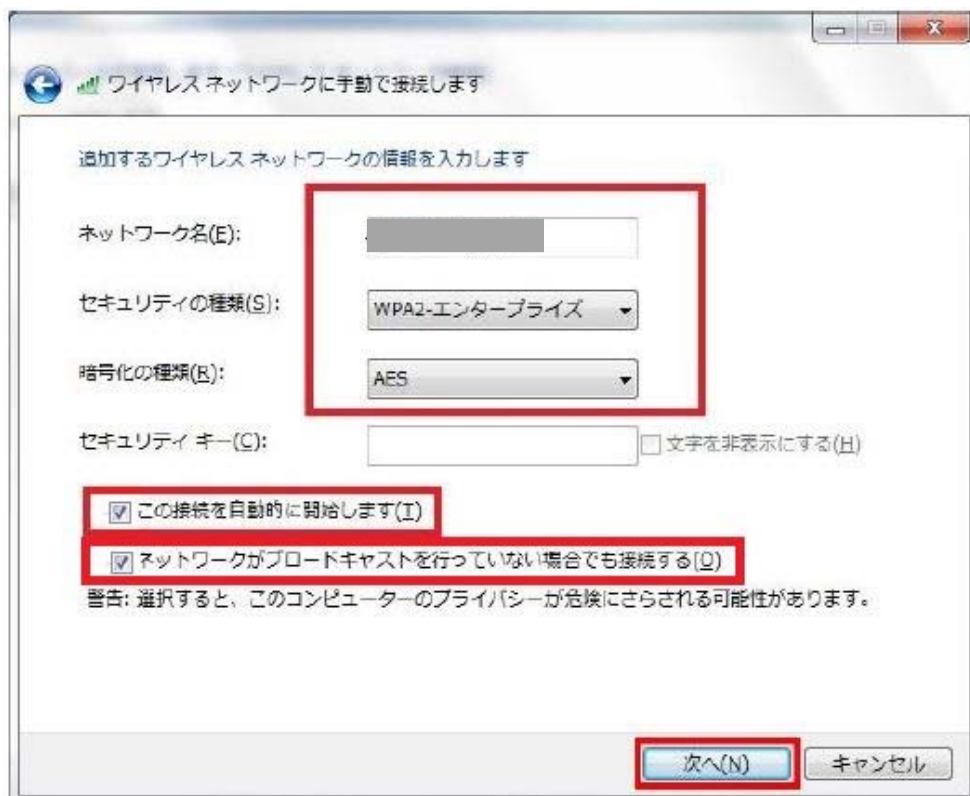 ワイヤレス ネットワークに手動で接続します
追加するワイヤレス ネットワークの情報を入力します
ネットワーク名(E):
セキュリティの種類(S):
WPA2-エンタープライズ
暗号化の種類(R):
AES
セキュリティ キー(C):
文字を非表示にする(H)
この接続を自動的に開始します(T)
ネットワークがブロードキャストを行っていない場合でも接続する(O)
警告: 選択すると、このコンピューターのプライバシーが危険にさらされる可能性があります。
次へ(N)
キャンセル